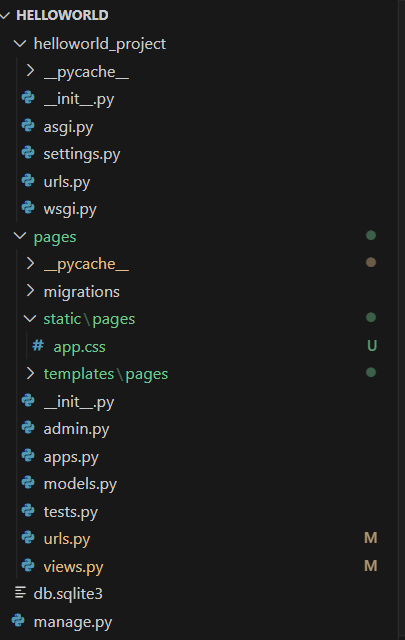 HELLOWORLD
helloworld_project
__pycache__
__init__.py
asgi.py
settings.py
urls.py
wsgi.py
pages
__pycache__
migrations
static\pages
# app.css U
templates\pages
__init__.py
admin.py
apps.py
models.py
tests.py
urls.py M
views.py M
db.sqlite3
manage.py